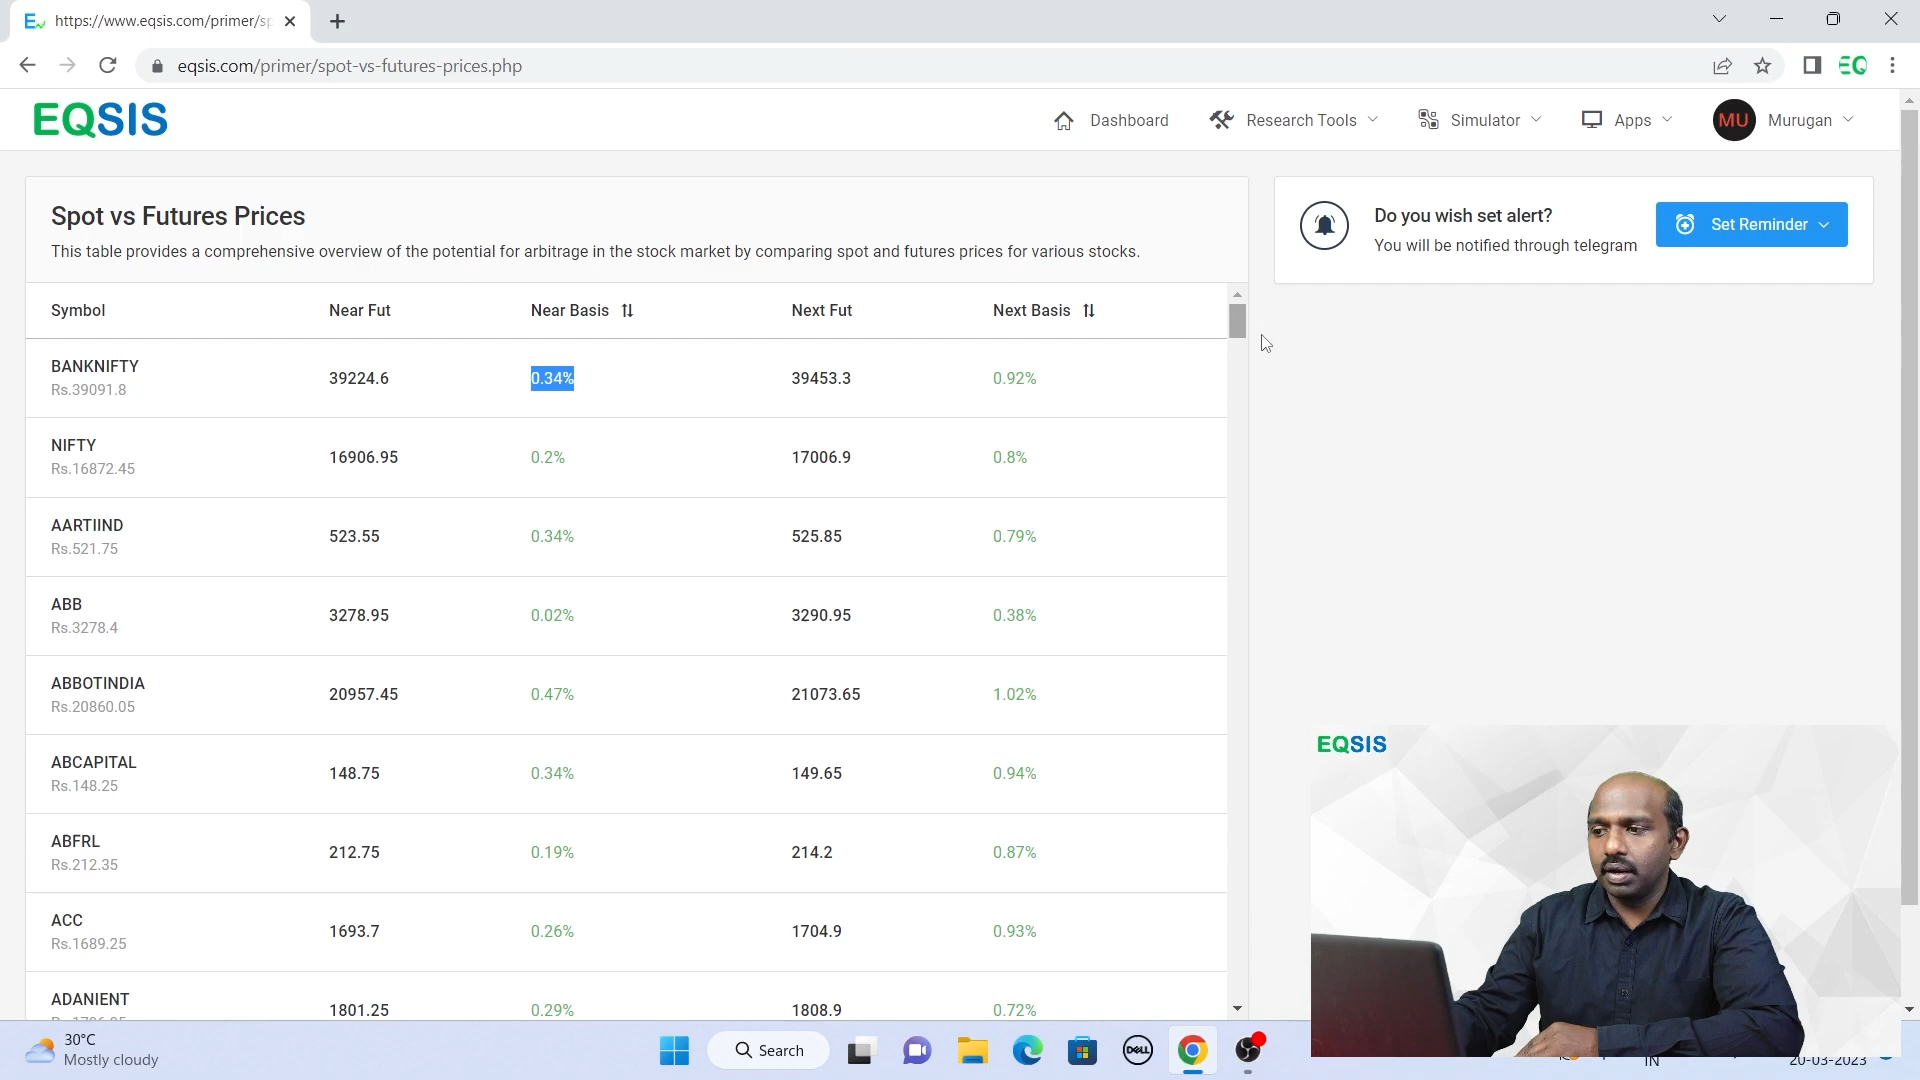 https://www.eqsis.com/primer/sp
eqsis.com/primer/spot-vs-futures-prices.php
EQ
EQSIS
Dashboard
Research Tools
Simulator
Apps
MU
Murugan
Spot vs Futures Prices
This table provides a comprehensive overview of the potential for arbitrage in the stock market by comparing spot and futures prices for various stocks.
Do you wish set alert?
You will be notified through telegram
Set Reminder
Symbol Near Fut Near Basis Next Fut Next Basis
BANKNIFTY
Rs.39091.8
39224.6 0.34% 39453.3 0.92%
NIFTY
Rs.16872.45
16906.95 0.2% 17006.9 0.8%
AARTIIND
Rs.521.75
523.55 0.34% 525.85 0.79%
ABB
Rs.3278.4
3278.95 0.02% 3290.95 0.38%
ABBOTINDIA
Rs.20860.05
20957.45 0.47% 21073.65 1.02%
ABCAPITAL
Rs.148.25
148.75 0.34% 149.65 0.94%
ABFRL
Rs.212.35
212.75 0.19% 214.2 0.87%
ACC
Rs.1689.25
1693.7 0.26% 1704.9 0.93%
ADANIENT
1801.25 0.29% 1808.9 0.72%
EQSIS
30°C
Mostly cloudy
Search
DELL
IN
20-03-2023